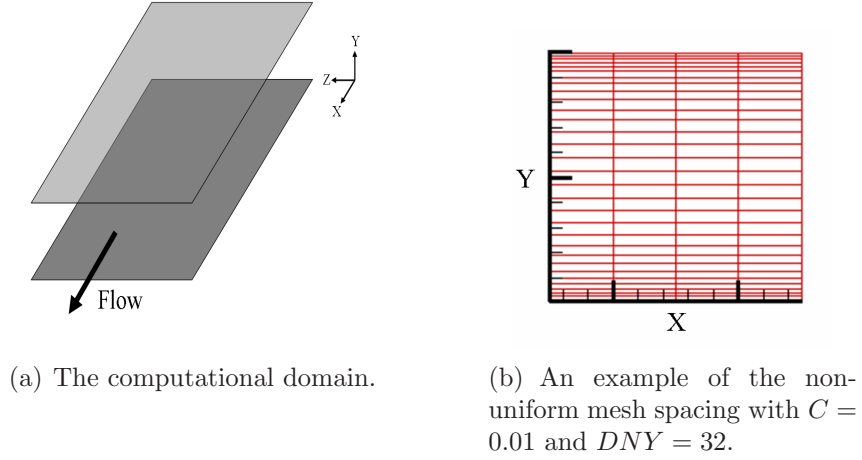 Y
Z
X
Flow
Y
X
(a) The computational domain.
(b) An example of the non-
uniform mesh spacing with C =
0.01 and DNY = 32.